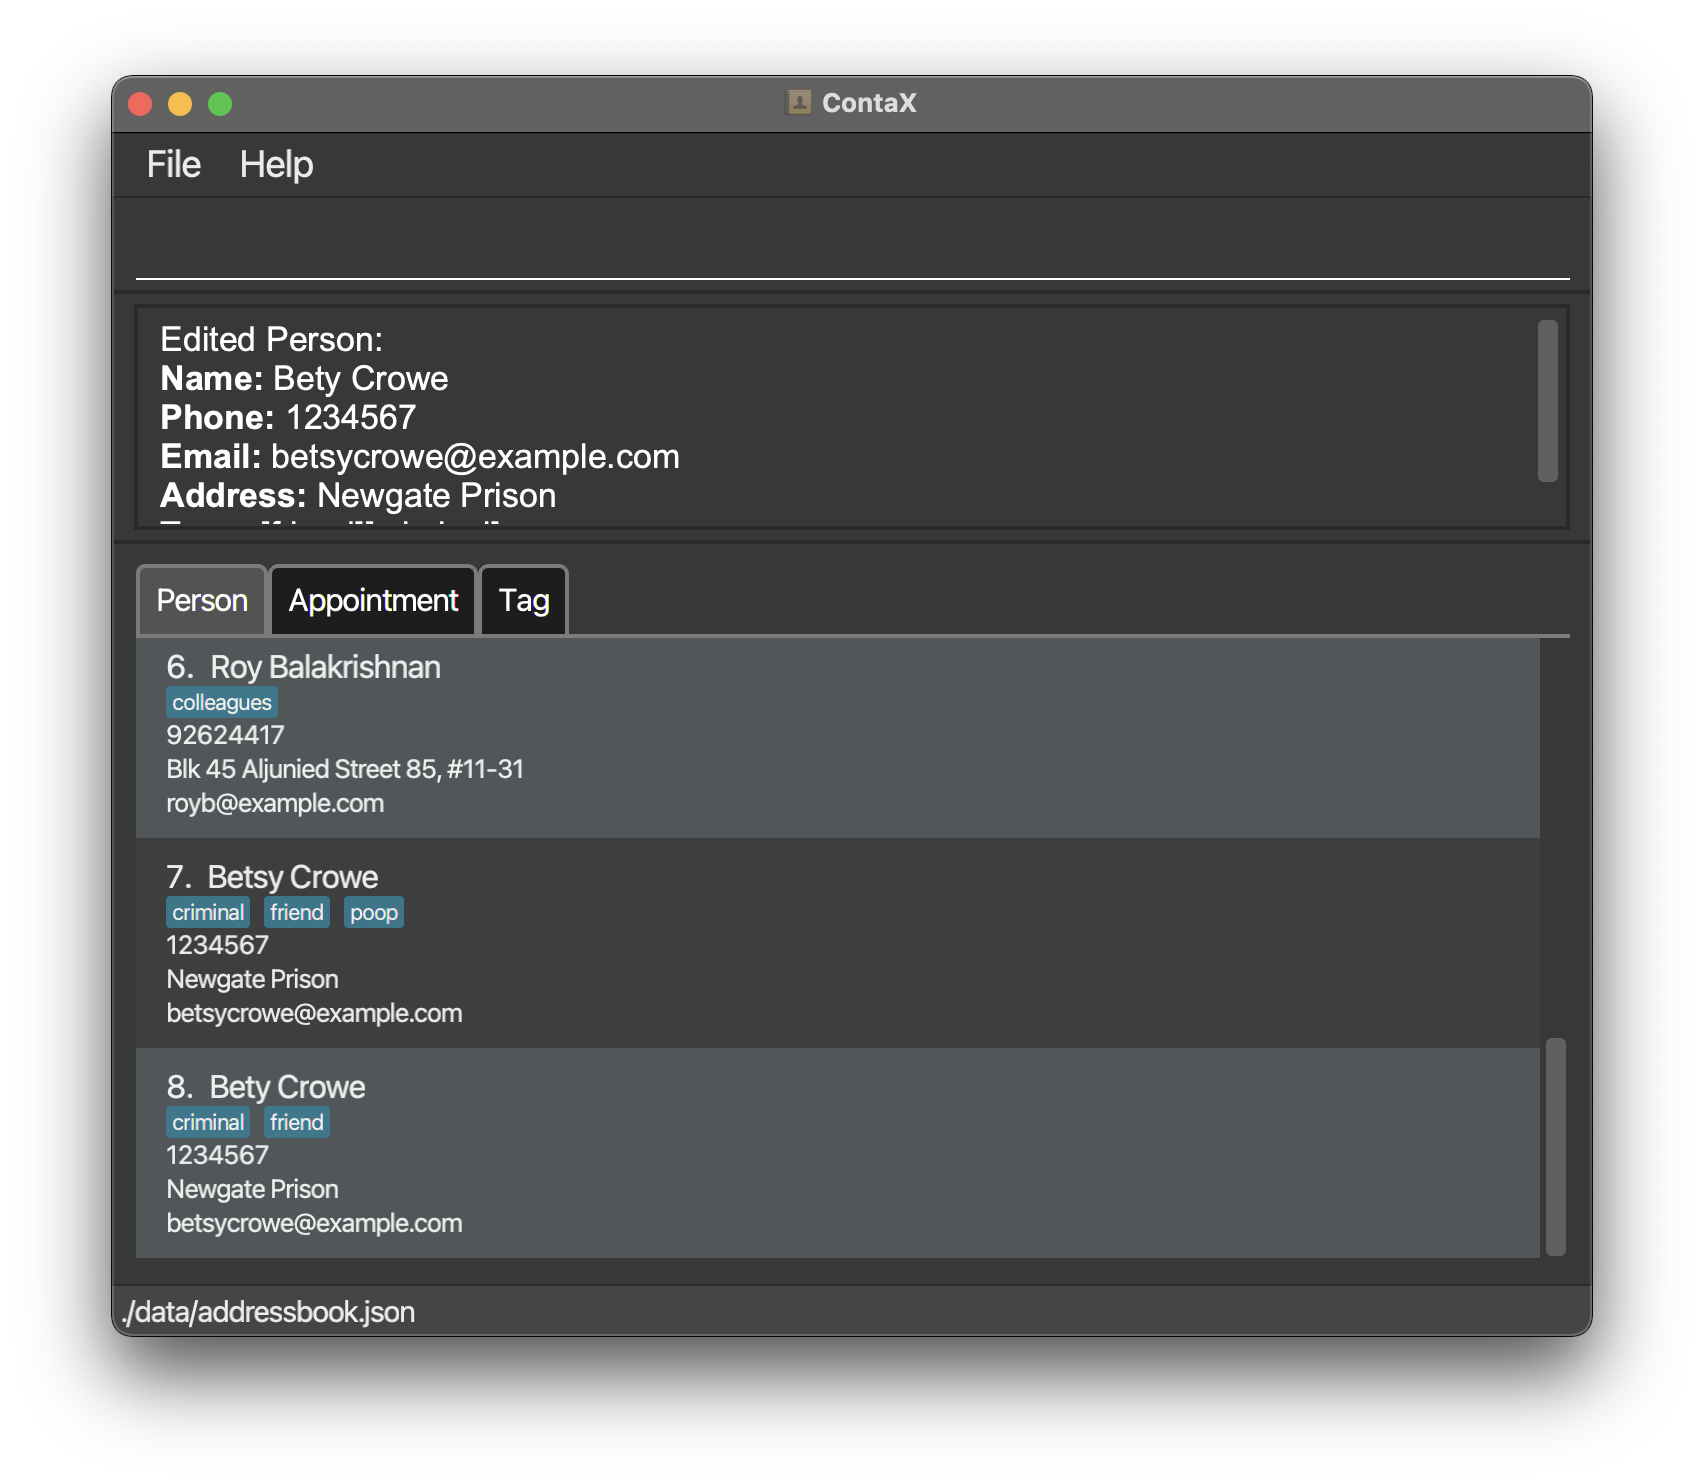 ContaX
File Help
Edited Person:
Name: Bety Crowe
Phone: 1234567
Email: betsycrowe@example.com
Address: Newgate Prison
Person Appointment Tag
6. Roy Balakrishnan
colleagues
92624417
Blk 45 Aljunied Street 85, #11-31
royb@example.com
7. Betsy Crowe
criminal friend poop
1234567
Newgate Prison
betsycrowe@example.com
8. Bety Crowe
criminal friend
1234567
Newgate Prison
betsycrowe@example.com
./data/addressbook.json